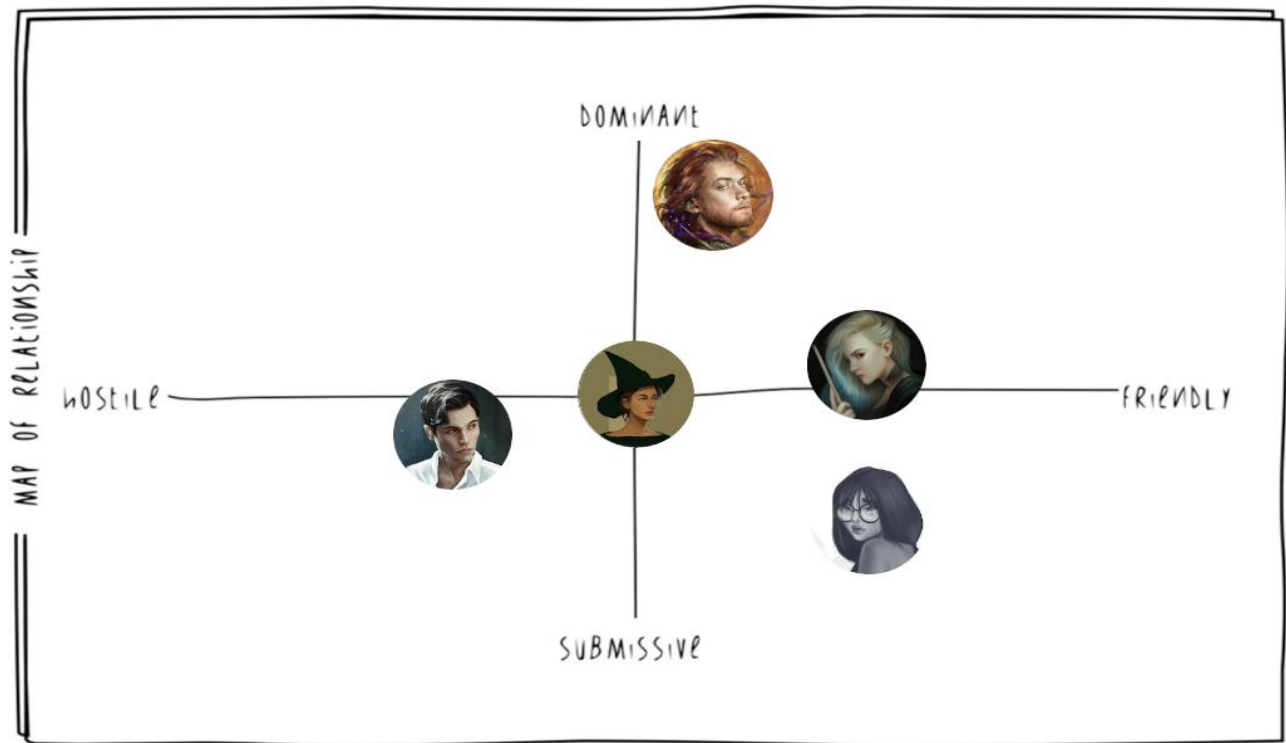 DOMINANT
MAP OF RELATIONSHIP
HOSTILE
FRIENDLY
SUBMISSIVE